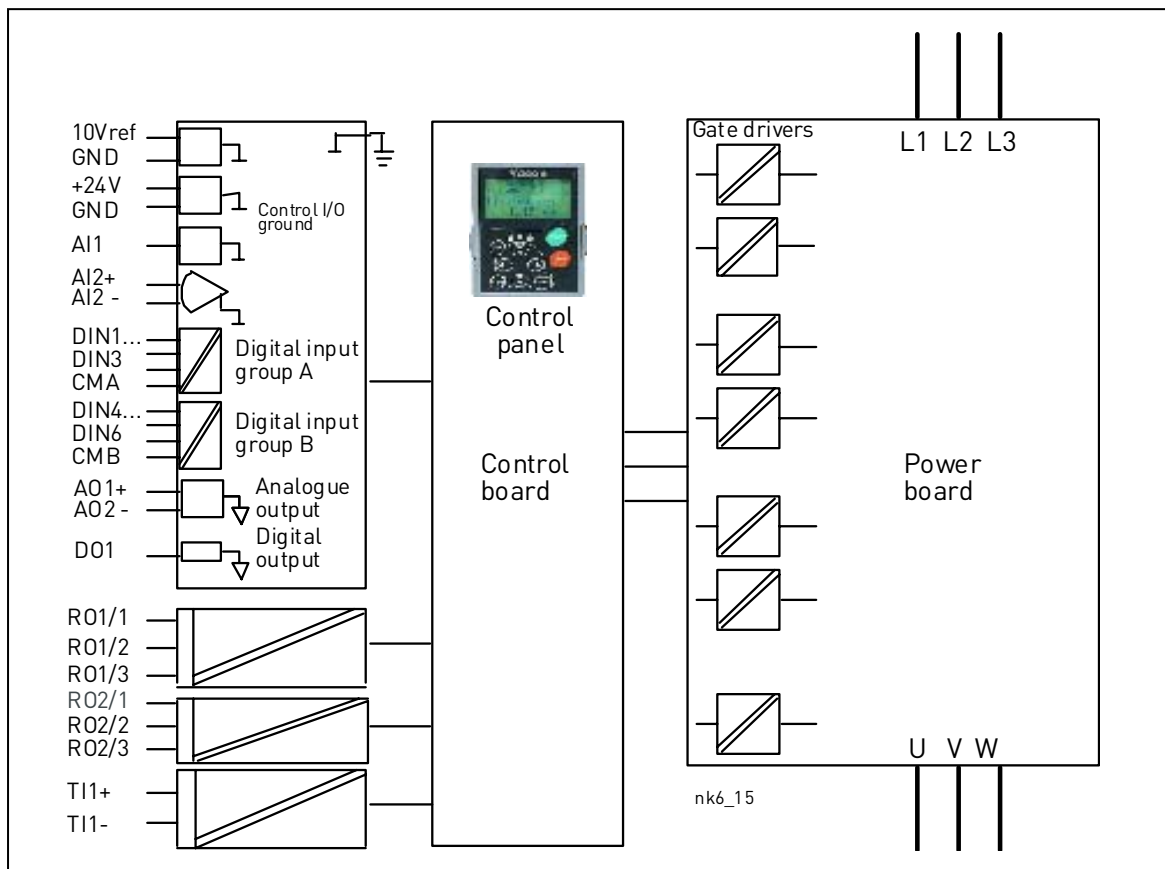 10Vref
GND
+24V
GND
AI1
AI2+
AI2 -
DIN1...
DIN3
CMA
DIN4...
DIN6
CMB
AO1+
AO2 -
DO1
RO1/1
RO1/2
RO1/3
RO2/1
RO2/2
RO2/3
TI1+
TI1-
Control I/O
ground
Digital input
group A
Digital input
group B
Analogue
output
Digital
output
Control
panel
Control
board
Gate drivers
L1 L2 L3
Power
board
U V W
nk6_15